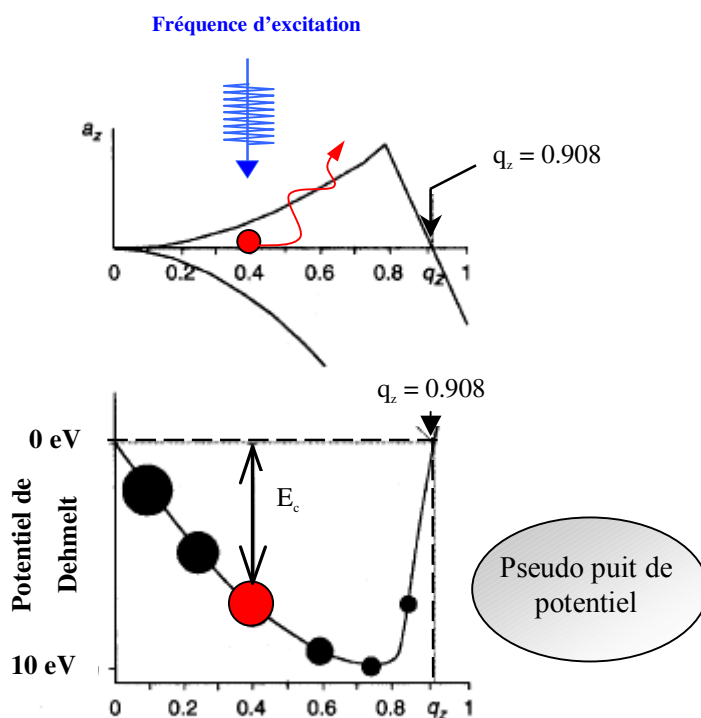 Fréquence d'excitation
a_z
q_z = 0.908
0 0.2 0.4 0.6 0.8 q_z 1
q_z = 0.908
0 eV
E_c
Potentiel de
Dehmelt
Pseudo puit de
potentiel
10 eV
0 0.2 0.4 0.6 0.8 q_z 1